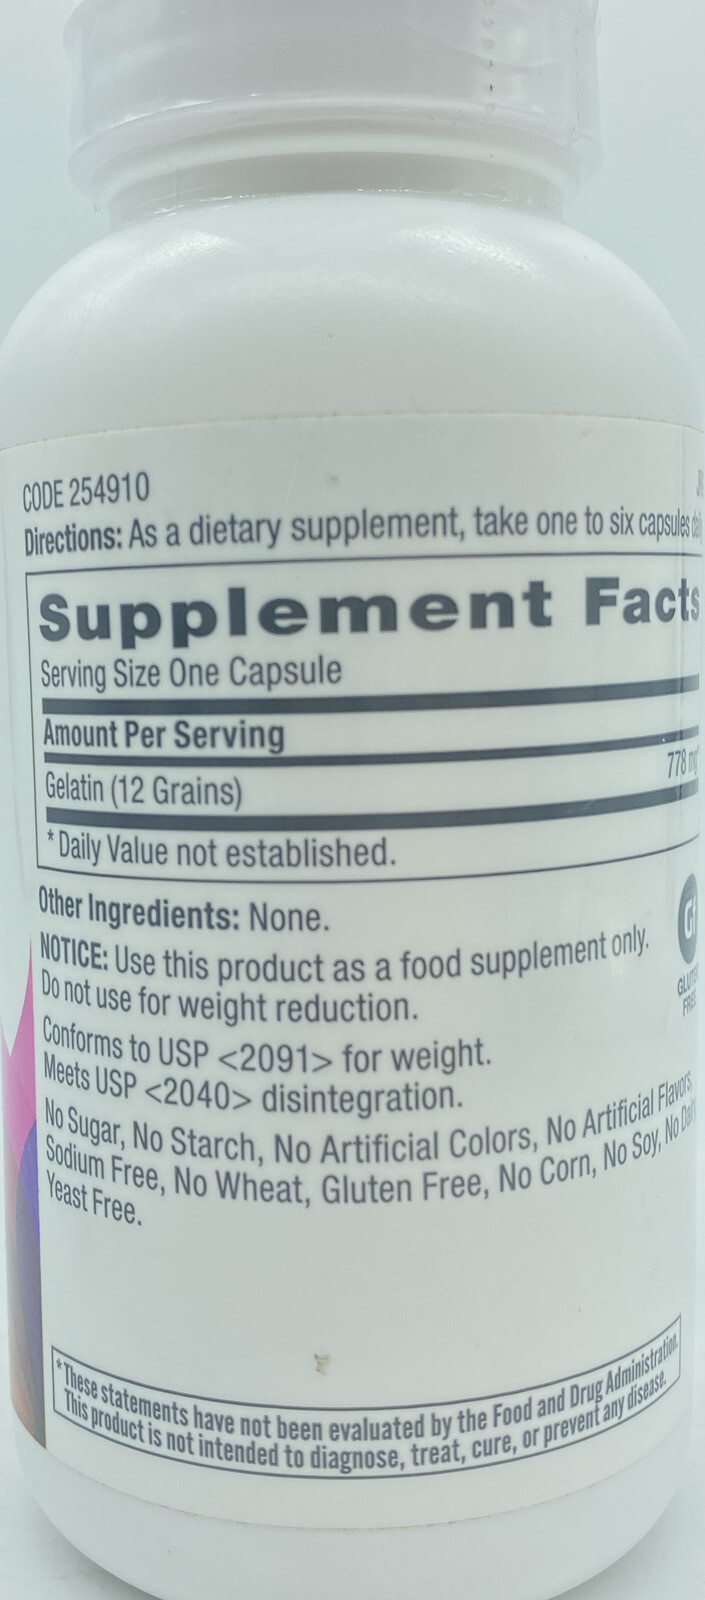 CODE 254910
Directions: As a dietary supplement, take one to six capsules daily
Supplement Facts
Serving Size One Capsule
Amount Per Serving
Gelatin (12 Grains) 778 mg*
* Daily Value not established.
Other Ingredients: None.
NOTICE: Use this product as a food supplement only.
Do not use for weight reduction.
Gf
GLUTEN
FREE
Conforms to USP <2091> for weight.
Meets USP <2040> disintegration.
No Sugar, No Starch, No Artificial Colors, No Artificial Flavors,
Sodium Free, No Wheat, Gluten Free, No Corn, No Soy, No Dairy,
Yeast Free.
*These statements have not been evaluated by the Food and Drug Administration.
This product is not intended to diagnose, treat, cure, or prevent any disease.